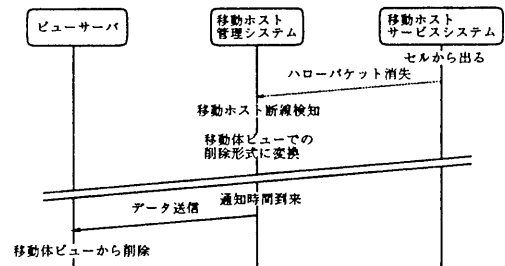 ビューサーバ
移動ホスト
管理システム
移動ホスト
サービスシステム
セルから出る
ハローパケット消失
移動ホスト断線検知
移動体ビューでの
削除形式に変換
通知時間到来
データ送信
移動体ビューから削除